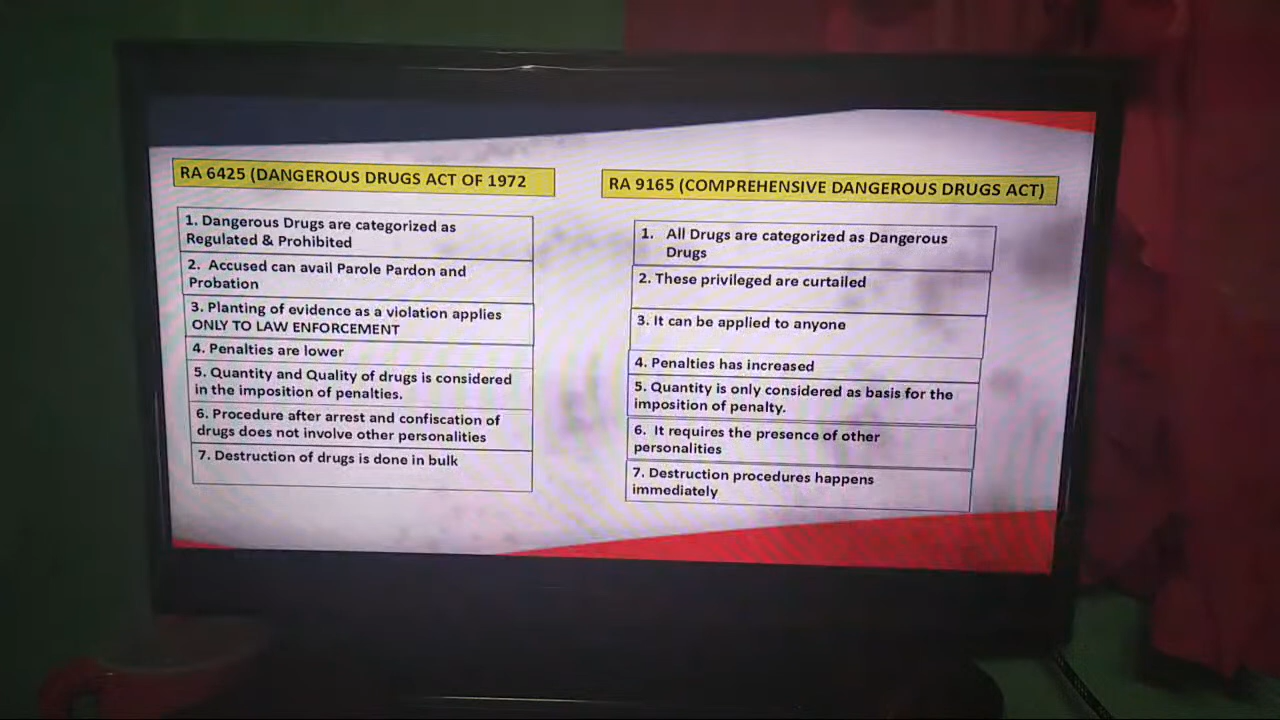 RA 6425 (DANGEROUS DRUGS ACT OF 1972
1. Dangerous Drugs are categorized as
Regulated & Prohibited
2. Accused can avail Parole Pardon and
Probation
3. Planting of evidence as a violation applies
ONLY TO LAW ENFORCEMENT
4. Penalties are lower
5. Quantity and Quality of drugs is considered
in the imposition of penalties.
6. Procedure after arrest and confiscation of
drugs does not involve other personalities
7. Destruction of drugs is done in bulk
RA 9165 (COMPREHENSIVE DANGEROUS DRUGS ACT)
1. All Drugs are categorized as Dangerous
Drugs
2. These privileged are curtailed
3. It can be applied to anyone
4. Penalties has increased
5. Quantity is only considered as basis for the
imposition of penalty.
6. It requires the presence of other
personalities
7. Destruction procedures happens
immediately